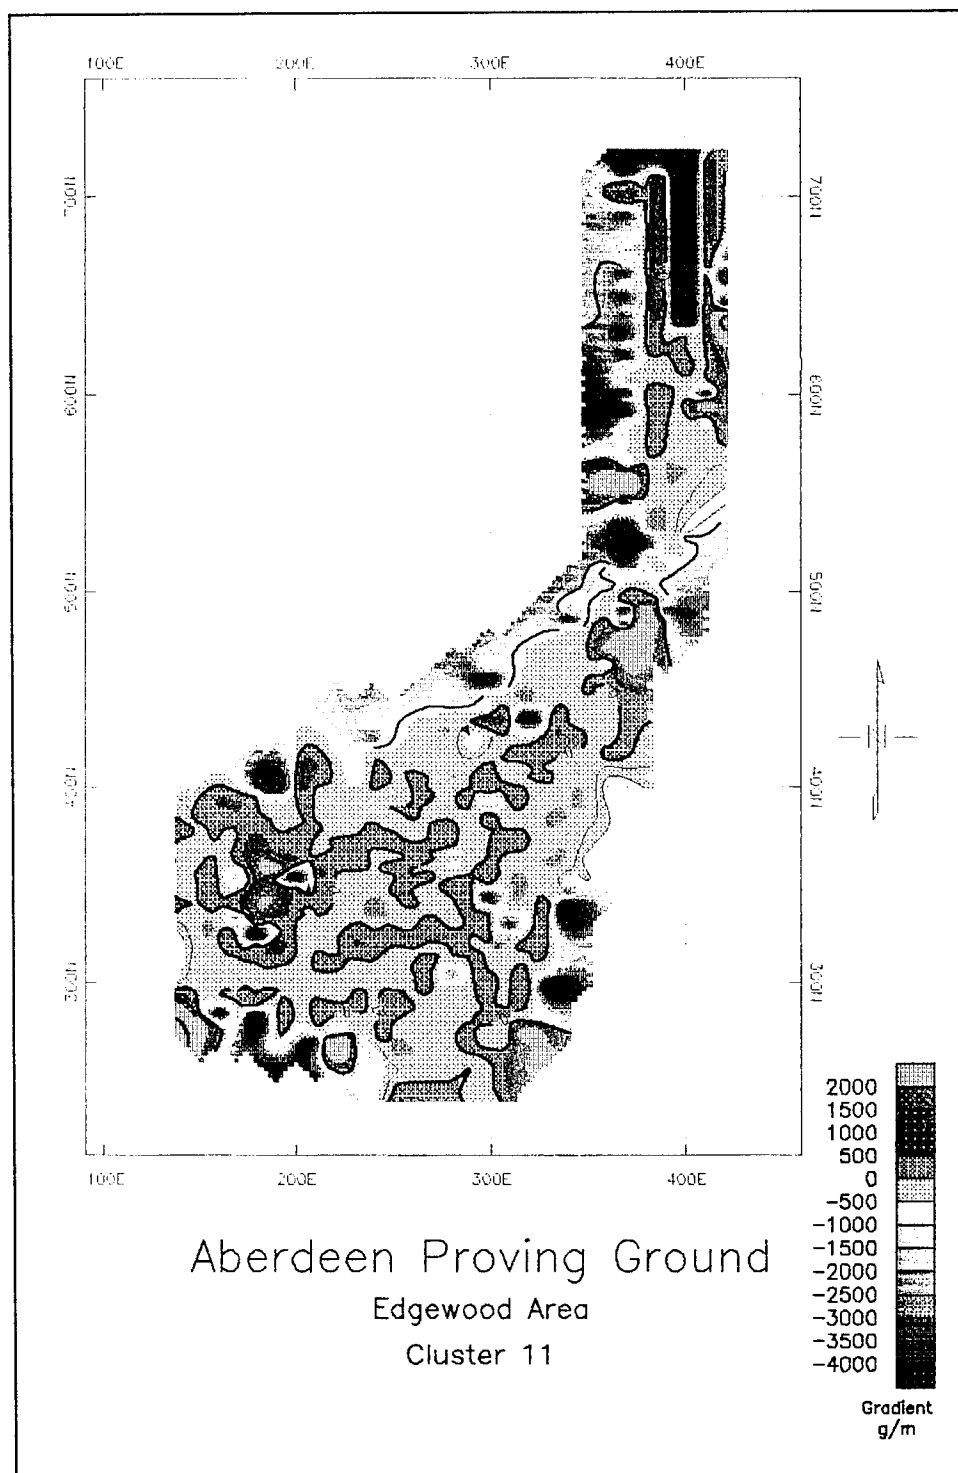 100E 200E 300E 400E
700N 700N
600N 600N
500N 500N
400N 400N
300N 300N
100E 200E 300E 400E
2000
1500
1000
500
0
-500
-1000
-1500
-2000
-2500
-3000
-3500
-4000
Gradient
g/m
Aberdeen Proving Ground
Edgewood Area
Cluster 11